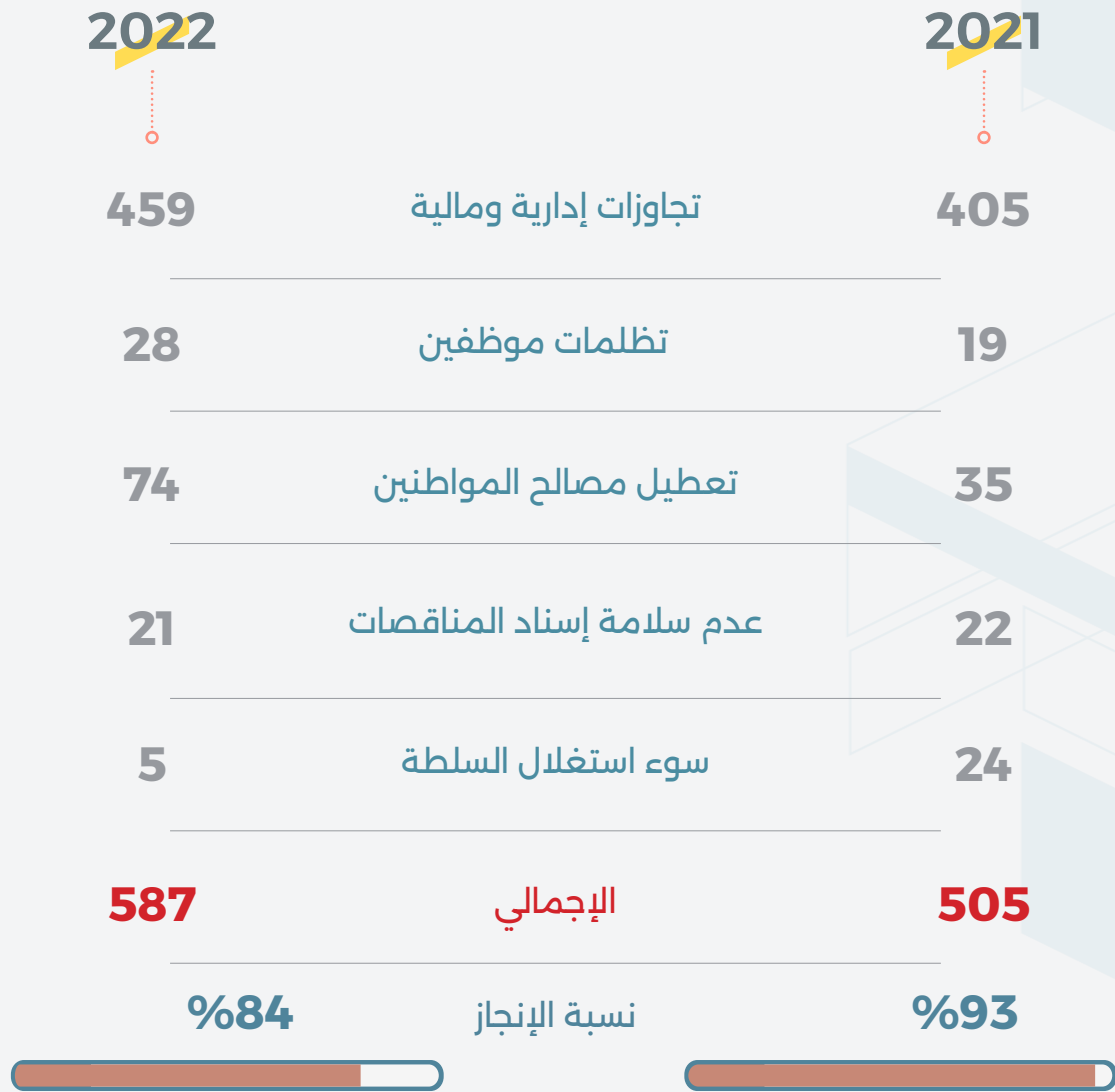 2021 2022
405 تجاوزات إدارية ومالية 459
19 تظلمات موظفين 28
35 تعطيل مصالح المواطنين 74
22 عدم سلامة إسناد المناقصات 21
24 سوء استغلال السلطة 5
505 الإجمالي 587
%93 نسبة الإنجاز %84